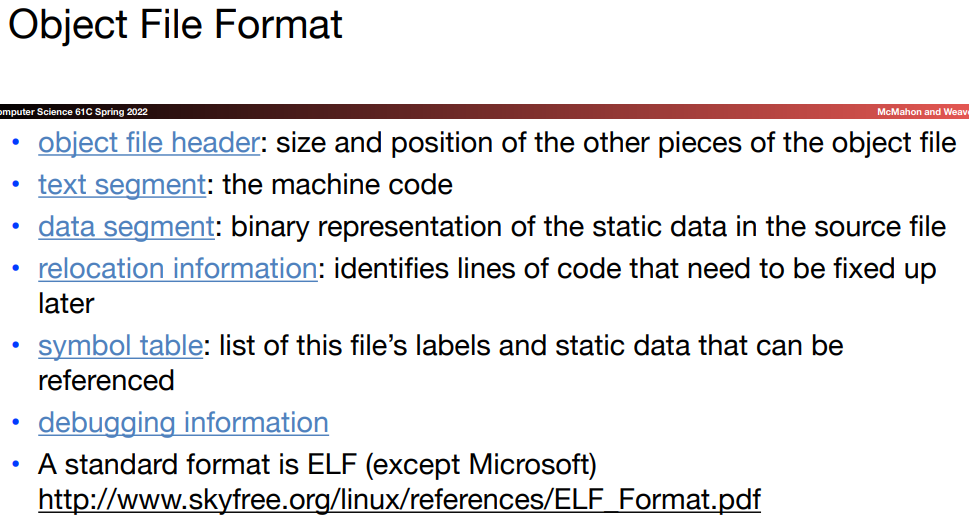 Object File Format
omputer Science 61C Spring 2022
McMahon and Weav
• object file header: size and position of the other pieces of the object file
• text segment: the machine code
• data segment: binary representation of the static data in the source file
• relocation information: identifies lines of code that need to be fixed up
later
• symbol table: list of this file’s labels and static data that can be
referenced
• debugging information
• A standard format is ELF (except Microsoft)
http://www.skyfree.org/linux/references/ELF_Format.pdf